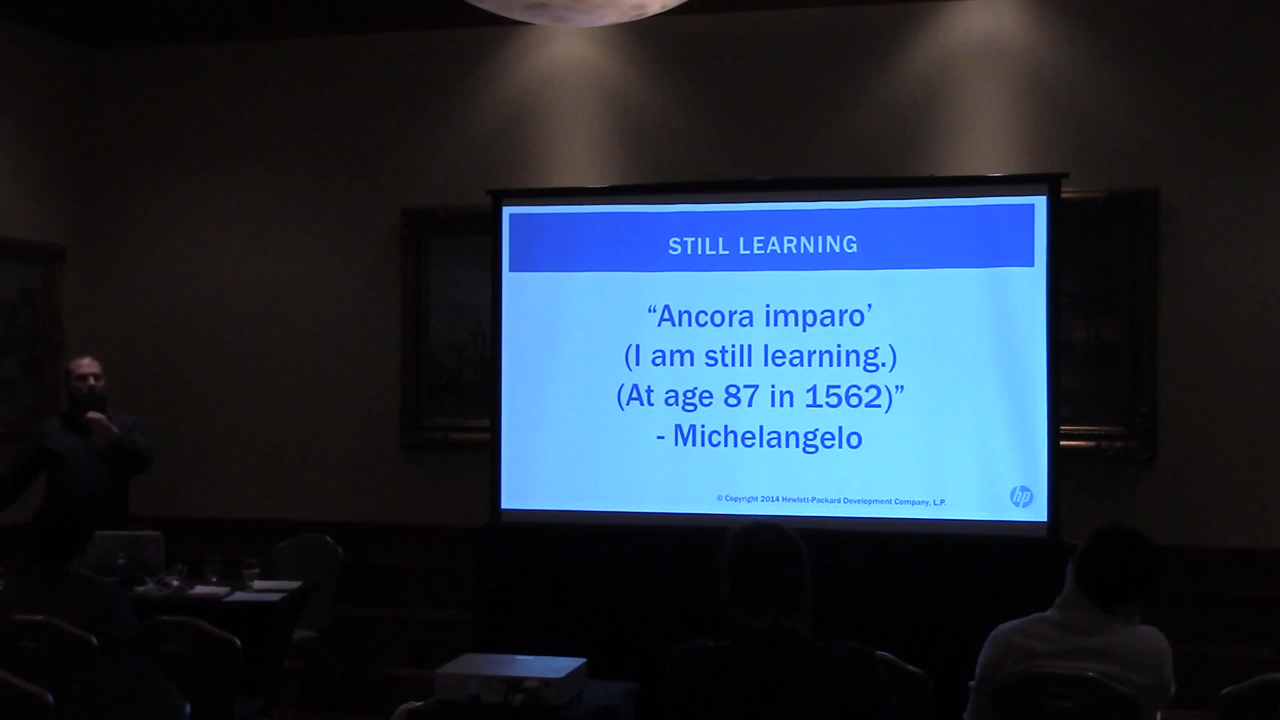 STILL LEARNING
“Ancora imparo’
(I am still learning.)
(At age 87 in 1562)”
- Michelangelo
© Copyright 2014 Hewlett-Packard Development Company, L.P.
hp